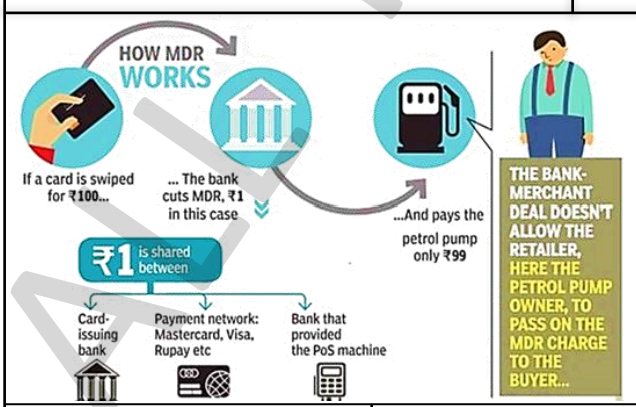 HOW MDR
WORKS
If a card is swiped
for ₹100...
... The bank
cuts MDR, ₹1
in this case
...And pays the
petrol pump
only ₹99
₹1 is shared
between
Card-
issuing
bank
Payment network:
Mastercard, Visa,
Rupay etc
Bank that
provided
the PoS machine
THE BANK-
MERCHANT
DEAL DOESN'T
ALLOW THE
RETAILER,
HERE THE
PETROL PUMP
OWNER, TO
PASS ON THE
MDR CHARGE
TO THE
BUYER...